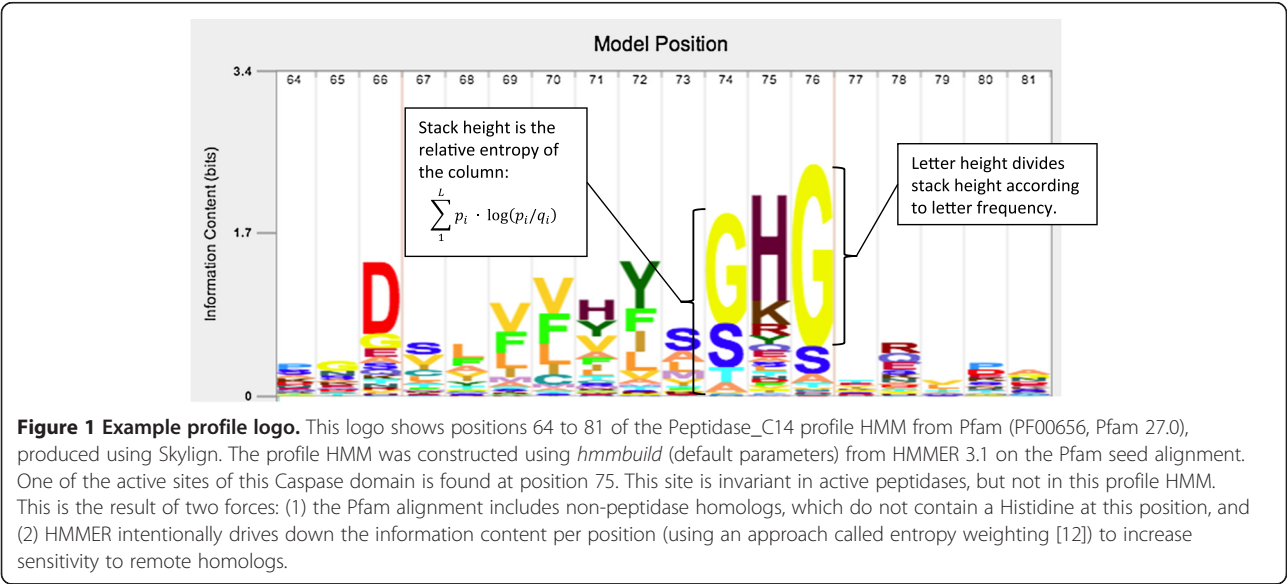 Model Position
3.4
64 65 66 67 68 69 70 71 72 73 74 75 76 77 78 79 80 81
Stack height is the
relative entropy of
the column:
L
∑ pᵢ · log(pᵢ/qᵢ)
1
Letter height divides
stack height according
to letter frequency.
Information Content (bits)
1.7
0
D
G
E
S
V
L
F
V
F
L
C
H
Y
V
Y
F
I
L
S
A
G
S
T
A
H
K
R
Y
G
S
A
R
Q
E
Figure 1 Example profile logo. This logo shows positions 64 to 81 of the Peptidase_C14 profile HMM from Pfam (PF00656, Pfam 27.0),
produced using Skylign. The profile HMM was constructed using hmmbuild (default parameters) from HMMER 3.1 on the Pfam seed alignment.
One of the active sites of this Caspase domain is found at position 75. This site is invariant in active peptidases, but not in this profile HMM.
This is the result of two forces: (1) the Pfam alignment includes non-peptidase homologs, which do not contain a Histidine at this position, and
(2) HMMER intentionally drives down the information content per position (using an approach called entropy weighting [12]) to increase
sensitivity to remote homologs.